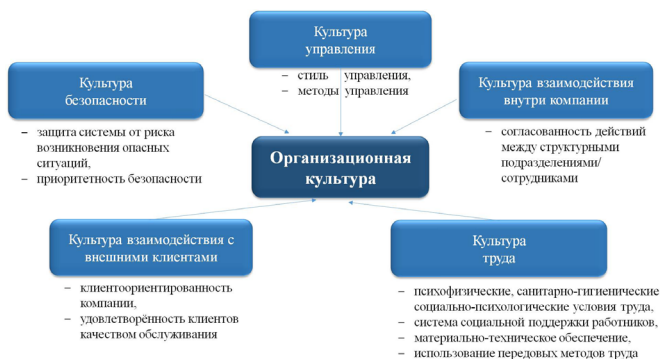 Культура
управления
– стиль управления,
– методы управления
Культура
безопасности
– защита системы от риска
возникновения опасных
ситуаций,
– приоритетность безопасности
Культура взаимодействия
внутри компании
– согласованность действий
между структурными
подразделениями/
сотрудниками
Организационная
культура
Культура взаимодействия с
внешними клиентами
– клиентоориентированность
компании,
– удовлетворённость клиентов
качеством обслуживания
Культура
труда
– психофизические, санитарно-гигиенические
социально-психологические условия труда,
– система социальной поддержки работников,
– материально-техническое обеспечение,
– использование передовых методов труда